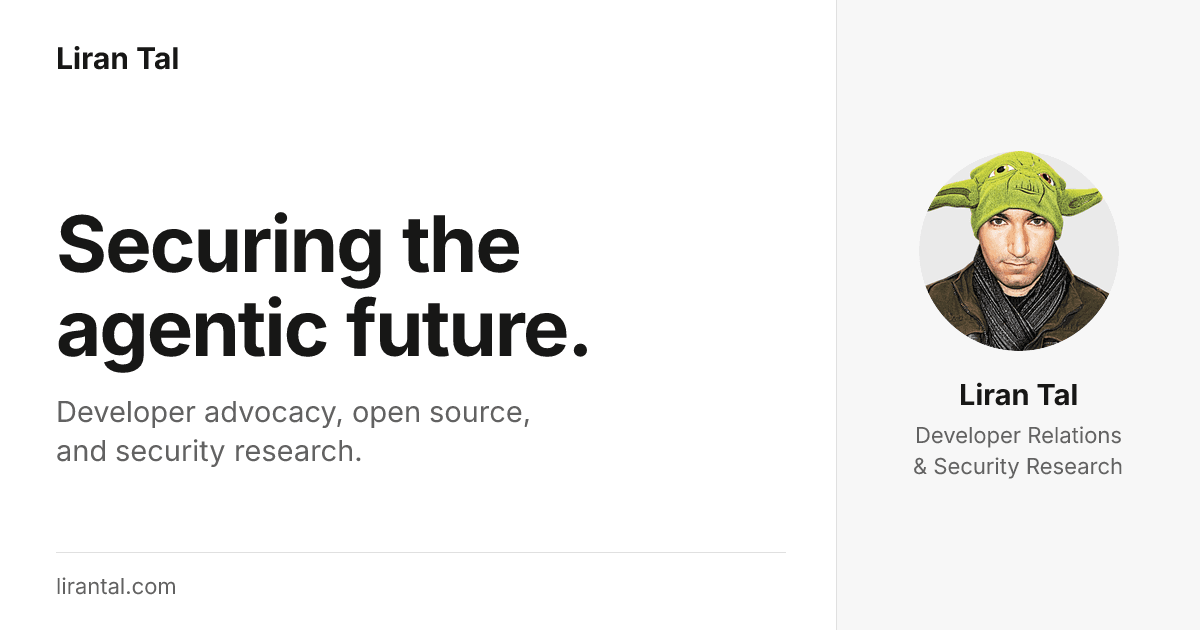 Liran Tal
Securing the
agentic future.
Developer advocacy, open source,
and security research.
lirantal.com
Liran Tal
Developer Relations
& Security Research